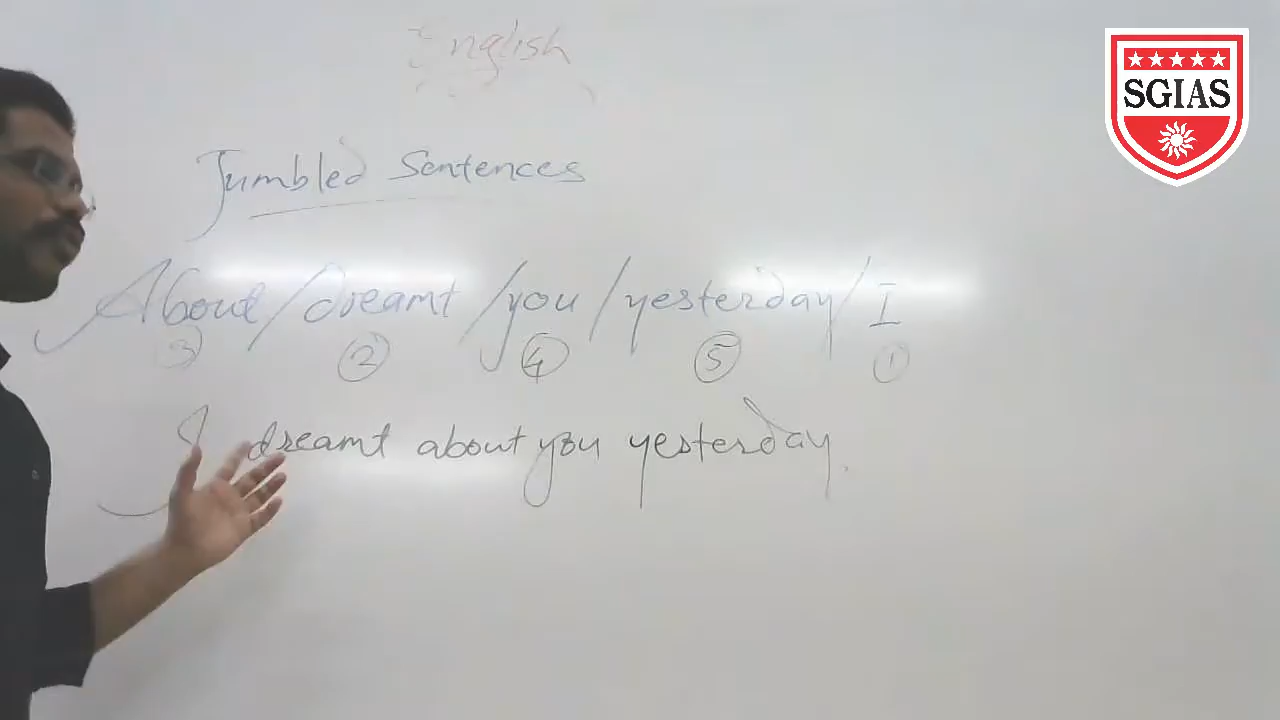 English
SGIAS
Jumbled Sentences
About / dreamt / you / yesterday / I
3 2 4 5 1
I dreamt about you yesterday.